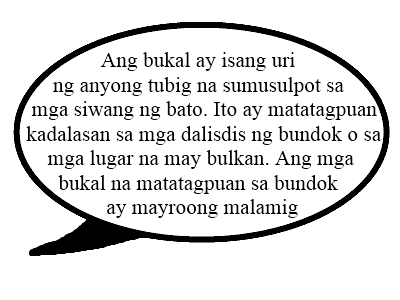 Ang bukal ay isang uri
ng anyong tubig na sumusulpot sa
mga siwang ng bato. Ito ay matatagpuan
kadalasan sa mga dalisdis ng bundok o sa
mga lugar na may bulkan. Ang mga
bukal na matatagpuan sa bundok
ay mayroong malamig